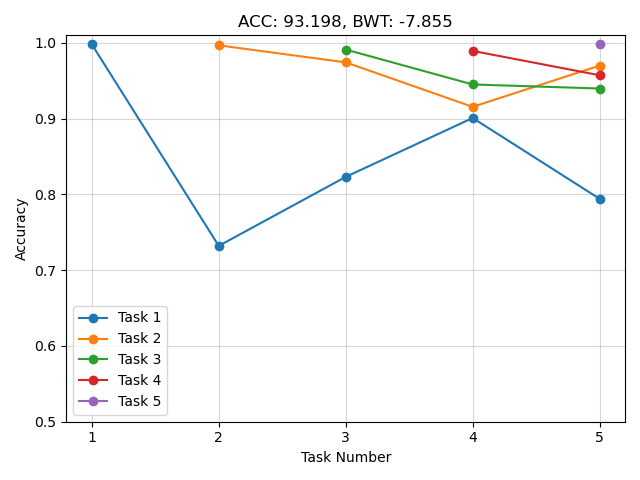 ACC: 93.198, BWT: -7.855
1.0
0.9
0.8
0.7
0.6
0.5
Accuracy
Task 1
Task 2
Task 3
Task 4
Task 5
1 2 3 4 5
Task Number